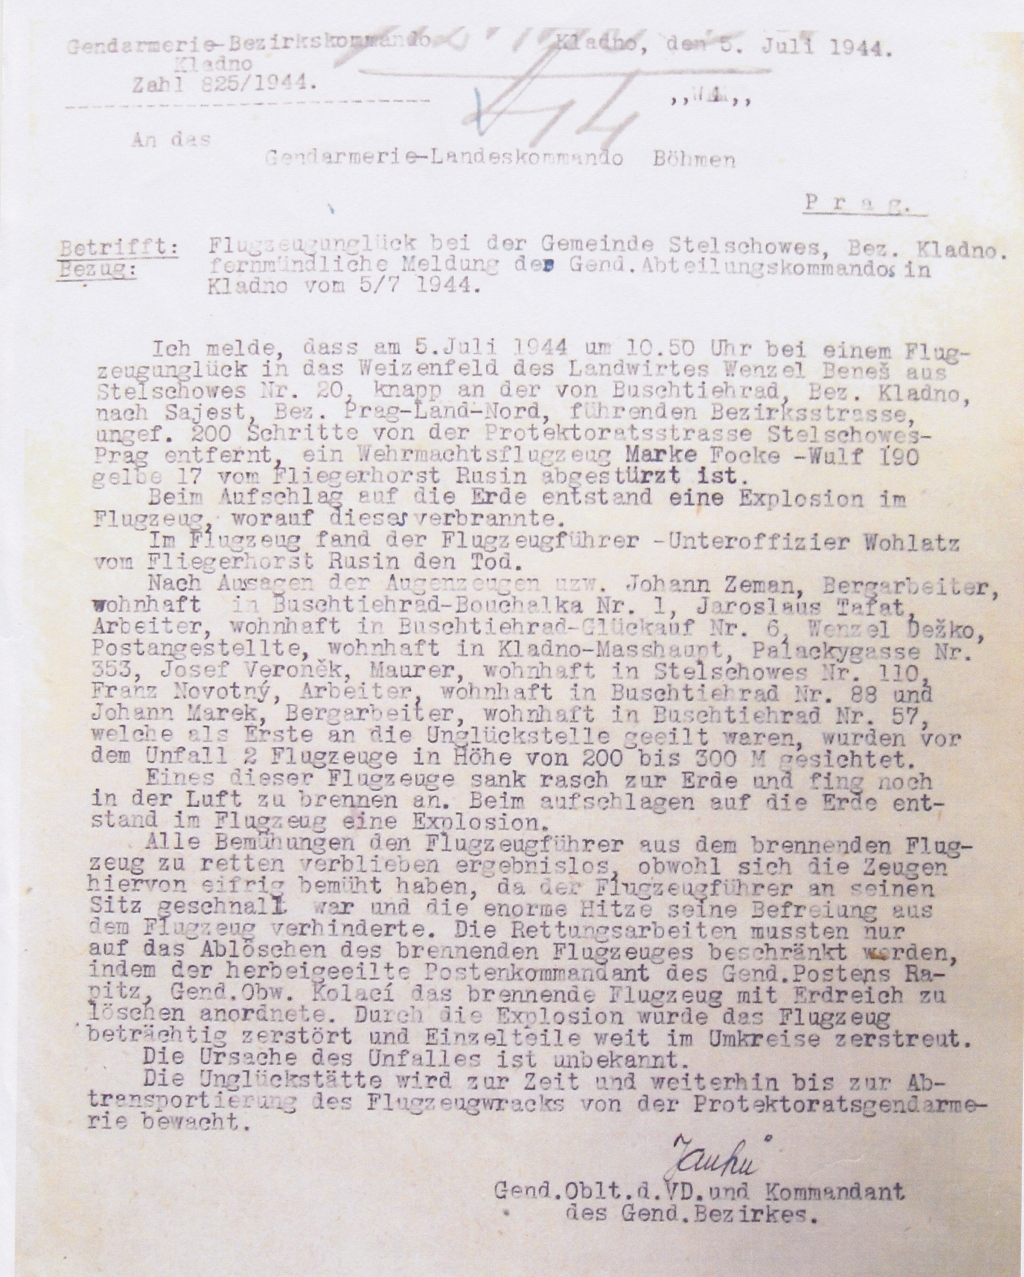 Gendarmerie-Bezirkskommando
Kladno, den 5. Juli 1944.
Kladno
Zahl 825/1944.
44
An das
Gendarmerie-Landeskommando Böhmen
P r a g.
Betrifft: Flugzeugunglück bei der Gemeinde Stelschowes, Bez. Kladno.
Bezug: fernmündliche Meldung des Gend.Abteilungskommandos in
Kladno vom 5/7 1944.
Ich melde, dass am 5.Juli 1944 um 10.50 Uhr bei einem Flug-
zeugunglück in das Weizenfeld des Landwirtes Wenzel Beneš aus
Stelschowes Nr. 20, knapp an der von Buschtiehrad, Bez. Kladno,
nach Sajest, Bez. Prag-Land-Nord, führenden Bezirksstrasse,
ungef. 200 Schritte von der Protektoratsstrasse Stelschowes-
Prag entfernt, ein Wehrmachtsflugzeug Marke Focke -Wulf 190
gelbe 17 vom Fliegerhorst Rusin abgestürzt ist.
Beim Aufschlag auf die Erde entstand eine Explosion im
Flugzeug, worauf dieses verbrannte.
Im Flugzeug fand der Flugzeugführer -Unteroffizier Wohlatz
vom Fliegerhorst Rusin den Tod.
Nach Aussagen der Augenzeugen uzw. Johann Zeman, Bergarbeiter,
wohnhaft in Buschtiehrad-Bouchalka Nr. 1, Jaroslaus Tafat,
Arbeiter, wohnhaft in Buschtiehrad-Glückauf Nr. 6, Wenzel Dežko,
Postangestellte, wohnhaft in Kladno-Masshaupt, Palackygasse Nr.
353, Josef Veroněk, Maurer, wohnhaft in Stelschowes Nr. 110,
Franz Novotný, Arbeiter, wohnhaft in Buschtiehrad Nr. 88 und
Johann Marek, Bergarbeiter, wohnhaft in Buschtiehrad Nr. 57,
welche als Erste an die Unglückstelle geeilt waren, wurden vor
dem Unfall 2 Flugzeuge in Höhe von 200 bis 300 M gesichtet.
Eines dieser Flugzeuge sank rasch zur Erde und fing noch
in der Luft zu brennen an. Beim aufschlagen auf die Erde ent-
stand im Flugzeug eine Explosion.
Alle Bemühungen den Flugzeugführer aus dem brennenden Flug-
zeug zu retten verblieben ergebnislos, obwohl sich die Zeugen
hiervon eifrig bemüht haben, da der Flugzeugführer an seinen
Sitz geschnallt war und die enorme Hitze seine Befreiung aus
dem Flugzeug verhinderte. Die Rettungsarbeiten mussten nur
auf das Ablöschen des brennenden Flugzeuges beschränkt werden,
indem der herbeigeeilte Postenkommandant des Gend.Postens Ra-
pitz, Gend.Obw. Kolací das brennende Flugzeug mit Erdreich zu
löschen anordnete. Durch die Explosion wurde das Flugzeug
beträchtig zerstört und Einzelteile weit im Umkreise zerstreut.
Die Ursache des Unfalles ist unbekannt.
Die Unglückstätte wird zur Zeit und weiterhin bis zur Ab-
transportierung des Flugzeugwracks von der Protektoratsgendarme-
rie bewacht.
Gend.Oblt.d.VD.und Kommandant
des Gend.Bezirkes.